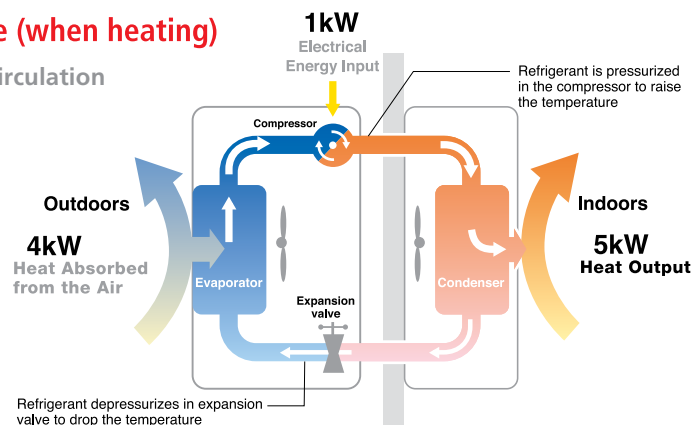 (when heating)
1kW
Electrical
Energy Input
Refrigerant is pressurized
in the compressor to raise
the temperature
Compressor
Outdoors
4kW
Heat Absorbed
from the Air
Evaporator
Expansion
valve
Condenser
Indoors
5kW
Heat Output
Refrigerant depressurizes in expansion
valve to drop the temperature